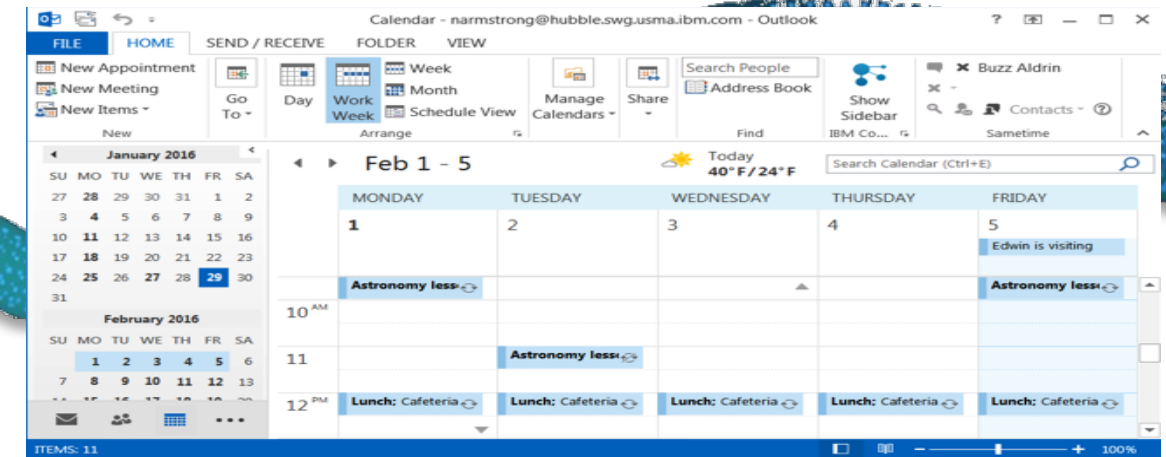 Calendar - narmstrong@hubble.swg.usma.ibm.com - Outlook
FILE HOME SEND / RECEIVE FOLDER VIEW
New Appointment
New Meeting
New Items
New
Go
To
Day
Work
Week
Week
Month
Schedule View
Arrange
Manage
Calendars
Share
Search People
Address Book
Find
Show
Sidebar
IBM Co...
Buzz Aldrin
Contacts
Sametime
January 2016
SU MO TU WE TH FR SA
27 28 29 30 31 1 2
3 4 5 6 7 8 9
10 11 12 13 14 15 16
17 18 19 20 21 22 23
24 25 26 27 28 29 30
31
February 2016
SU MO TU WE TH FR SA
1 2 3 4 5 6
7 8 9 10 11 12 13
Feb 1 - 5
Today
40°F/24°F
Search Calendar (Ctrl+E)
MONDAY TUESDAY WEDNESDAY THURSDAY FRIDAY
1 2 3 4 5
Edwin is visiting
Astronomy less Astronomy less
10 AM
11 Astronomy less
12 PM Lunch; Cafeteria Lunch; Cafeteria Lunch; Cafeteria Lunch; Cafeteria Lunch; Cafeteria
ITEMS: 11
100%